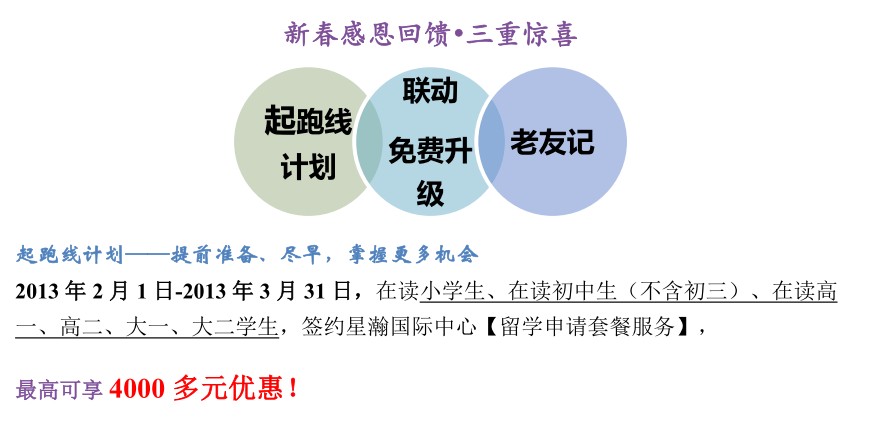 新春感恩回馈•三重惊喜
起跑线
计划
联动
免费升
级
老友记
起跑线计划——提前准备、尽早，掌握更多机会
2013 年 2 月 1 日-2013 年 3 月 31 日，在读小学生、在读初中生（不含初三）、在读高
一、高二、大一、大二学生，签约星瀚国际中心【留学申请套餐服务】，
最高可享 4000 多元优惠！